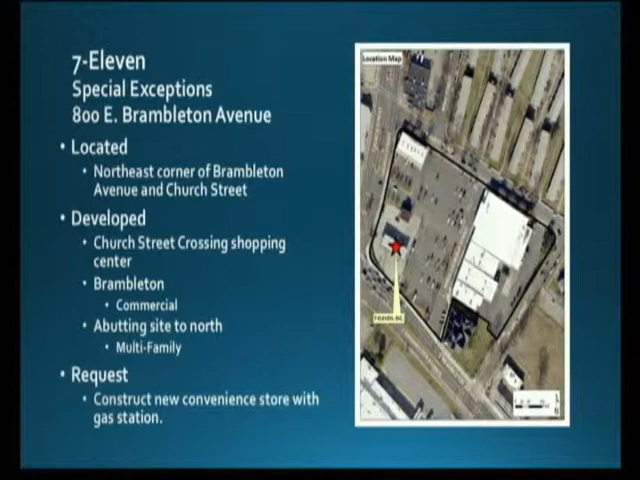 7-Eleven
Special Exceptions
800 E. Brambleton Avenue
• Located
• Northeast corner of Brambleton
Avenue and Church Street
• Developed
• Church Street Crossing shopping
center
• Brambleton
• Commercial
• Abutting site to north
• Multi-Family
• Request
• Construct new convenience store with
gas station.
Location Map